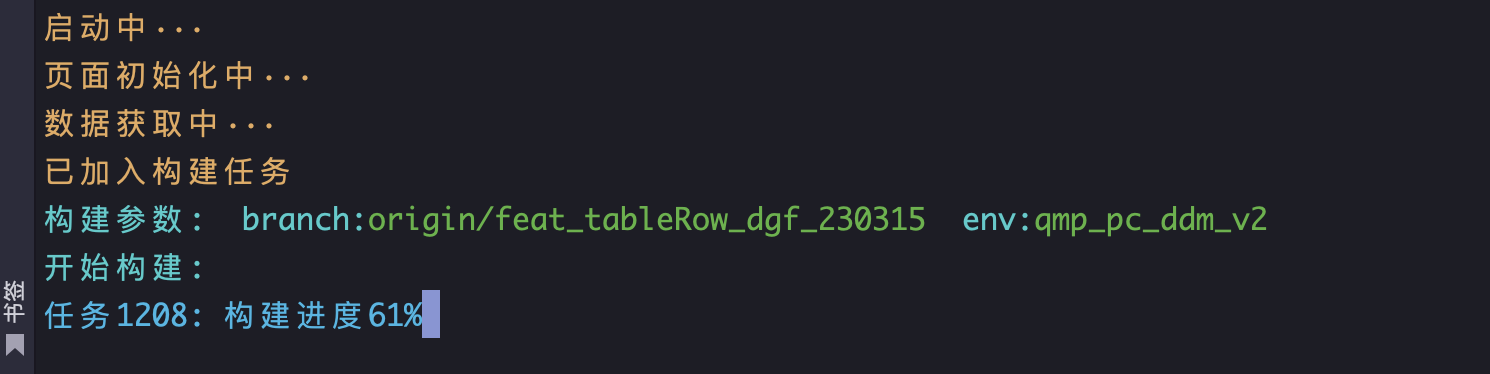 启动中...
页面初始化中...
数据获取中...
已加入构建任务
构建参数: branch:origin/feat_tableRow_dgf_230315 env:qmp_pc_ddm_v2
开始构建:
任务1208: 构建进度61%
书签